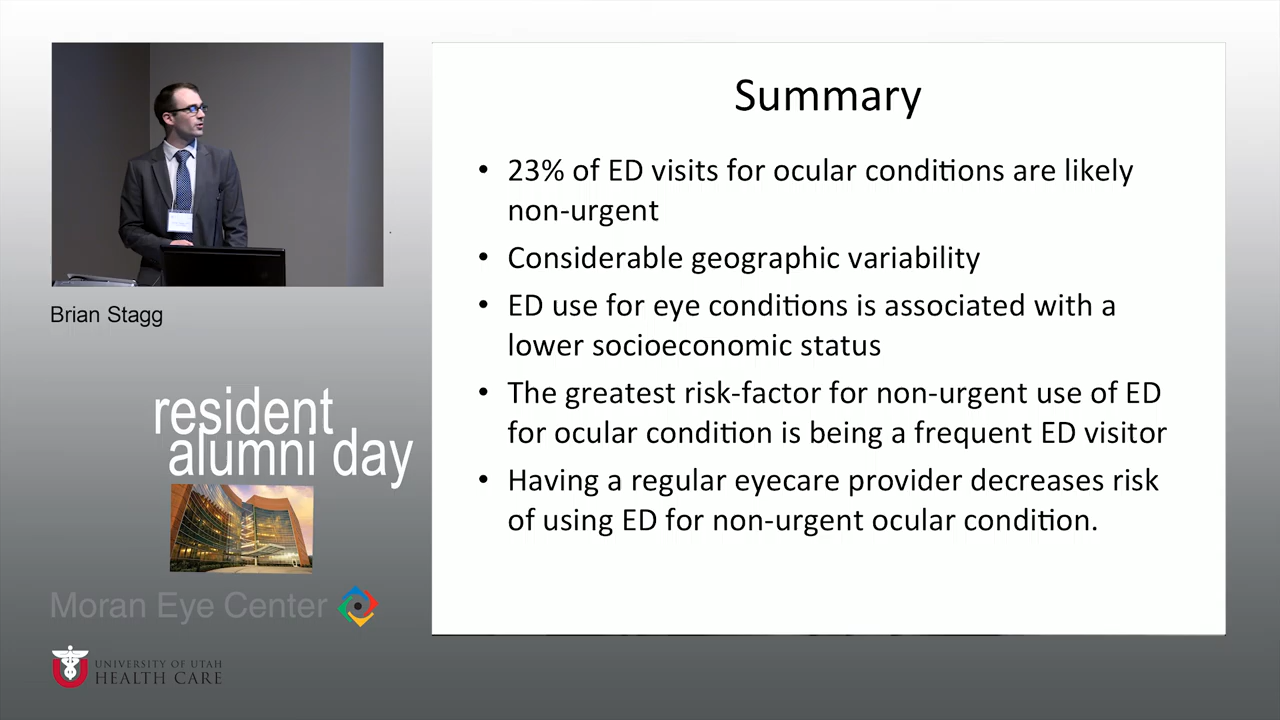 Summary
• 23% of ED visits for ocular conditions are likely
non-urgent
• Considerable geographic variability
• ED use for eye conditions is associated with a
lower socioeconomic status
• The greatest risk-factor for non-urgent use of ED
for ocular condition is being a frequent ED visitor
• Having a regular eyecare provider decreases risk
of using ED for non-urgent ocular condition.
Brian Stagg
resident
alumni day
Moran Eye Center
UNIVERSITY OF UTAH
HEALTH CARE